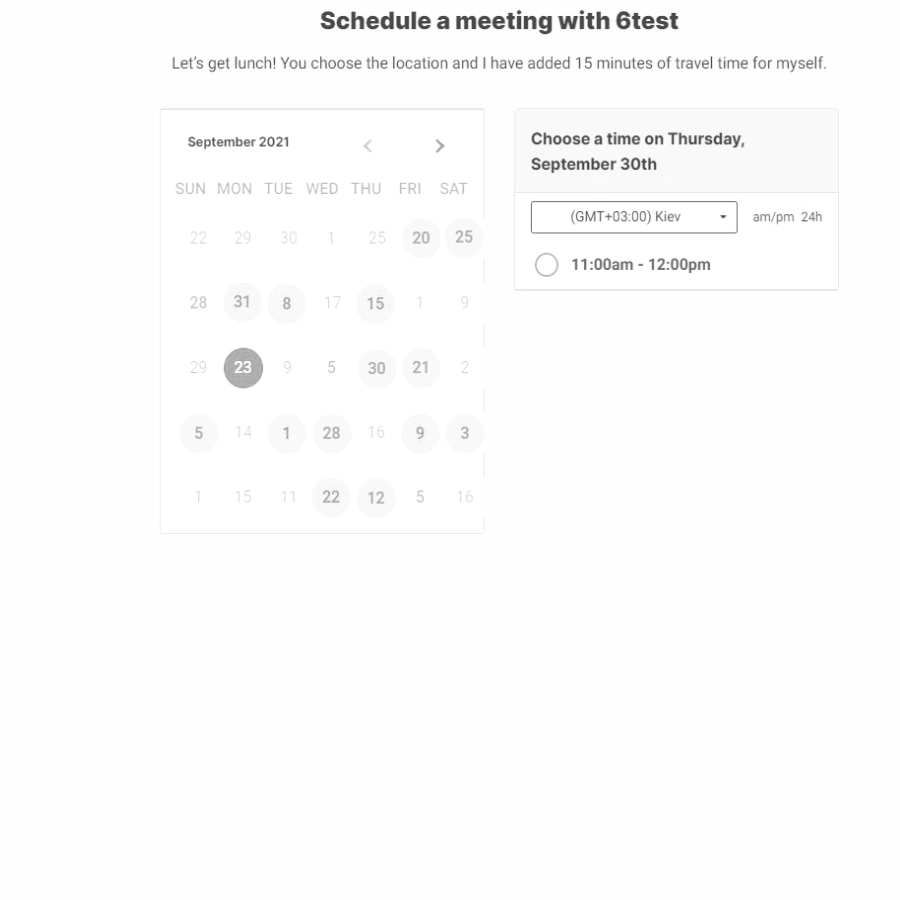 Schedule a meeting with 6test
Let's get lunch! You choose the location and I have added 15 minutes of travel time for myself.
September 2021
SUN MON TUE WED THU FRI SAT
22 29 30 1 25 20 25
28 31 8 17 15 1 9
29 23 9 5 30 21 2
5 14 1 28 16 9 3
1 15 11 22 12 5 16
Choose a time on Thursday,
September 30th
(GMT+03:00) Kiev am/pm 24h
11:00am - 12:00pm